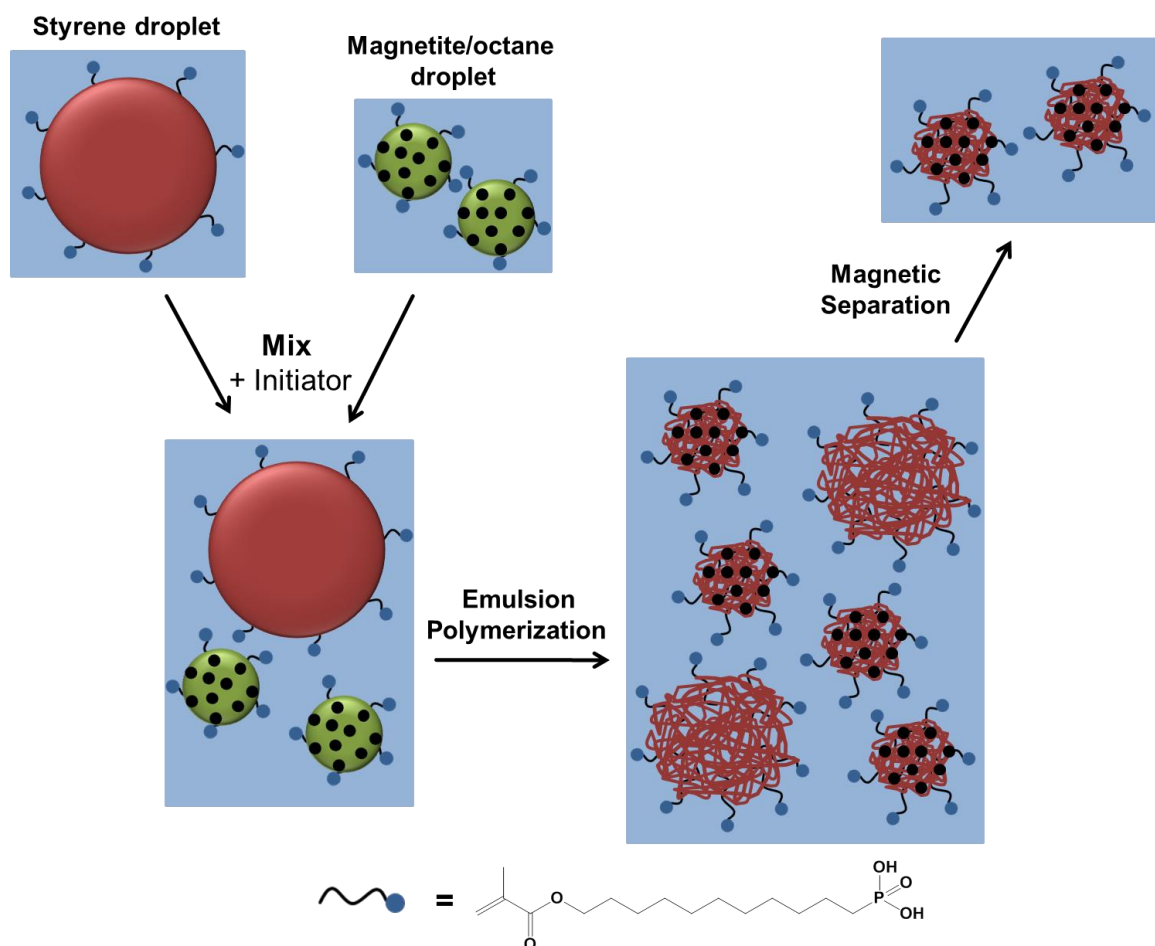 Styrene droplet
Magnetite/octane
droplet
Mix
+ Initiator
Emulsion
Polymerization
Magnetic
Separation
=
O
O
P
OH
O
OH